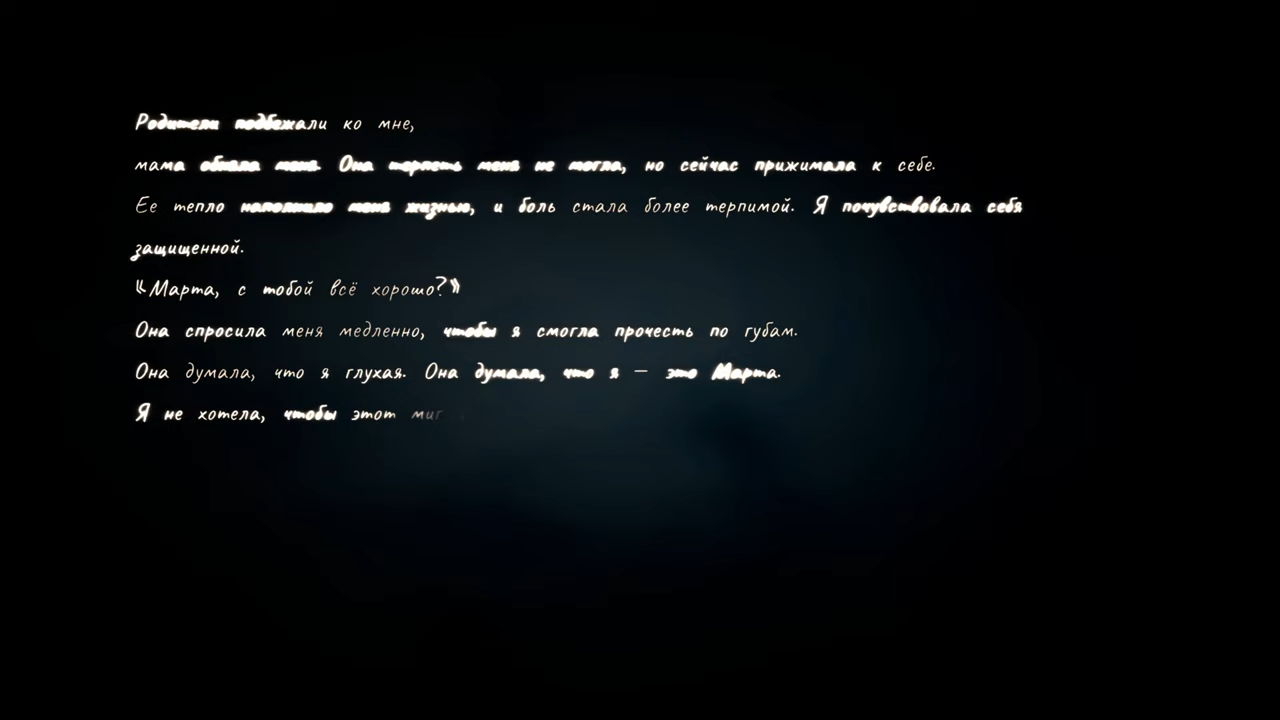 Родители подбежали ко мне,
мама обняла меня. Она терпеть меня не могла, но сейчас прижимала к себе.
Ее тепло наполнило меня жизнью, и боль стала более терпимой. Я почувствовала себя
защищенной.
《Марта, с тобой всё хорошо?》
Она спросила меня медленно, чтобы я смогла прочесть по губам.
Она думала, что я глухая. Она думала, что я — это Марта.
Я не хотела, чтобы этот миг